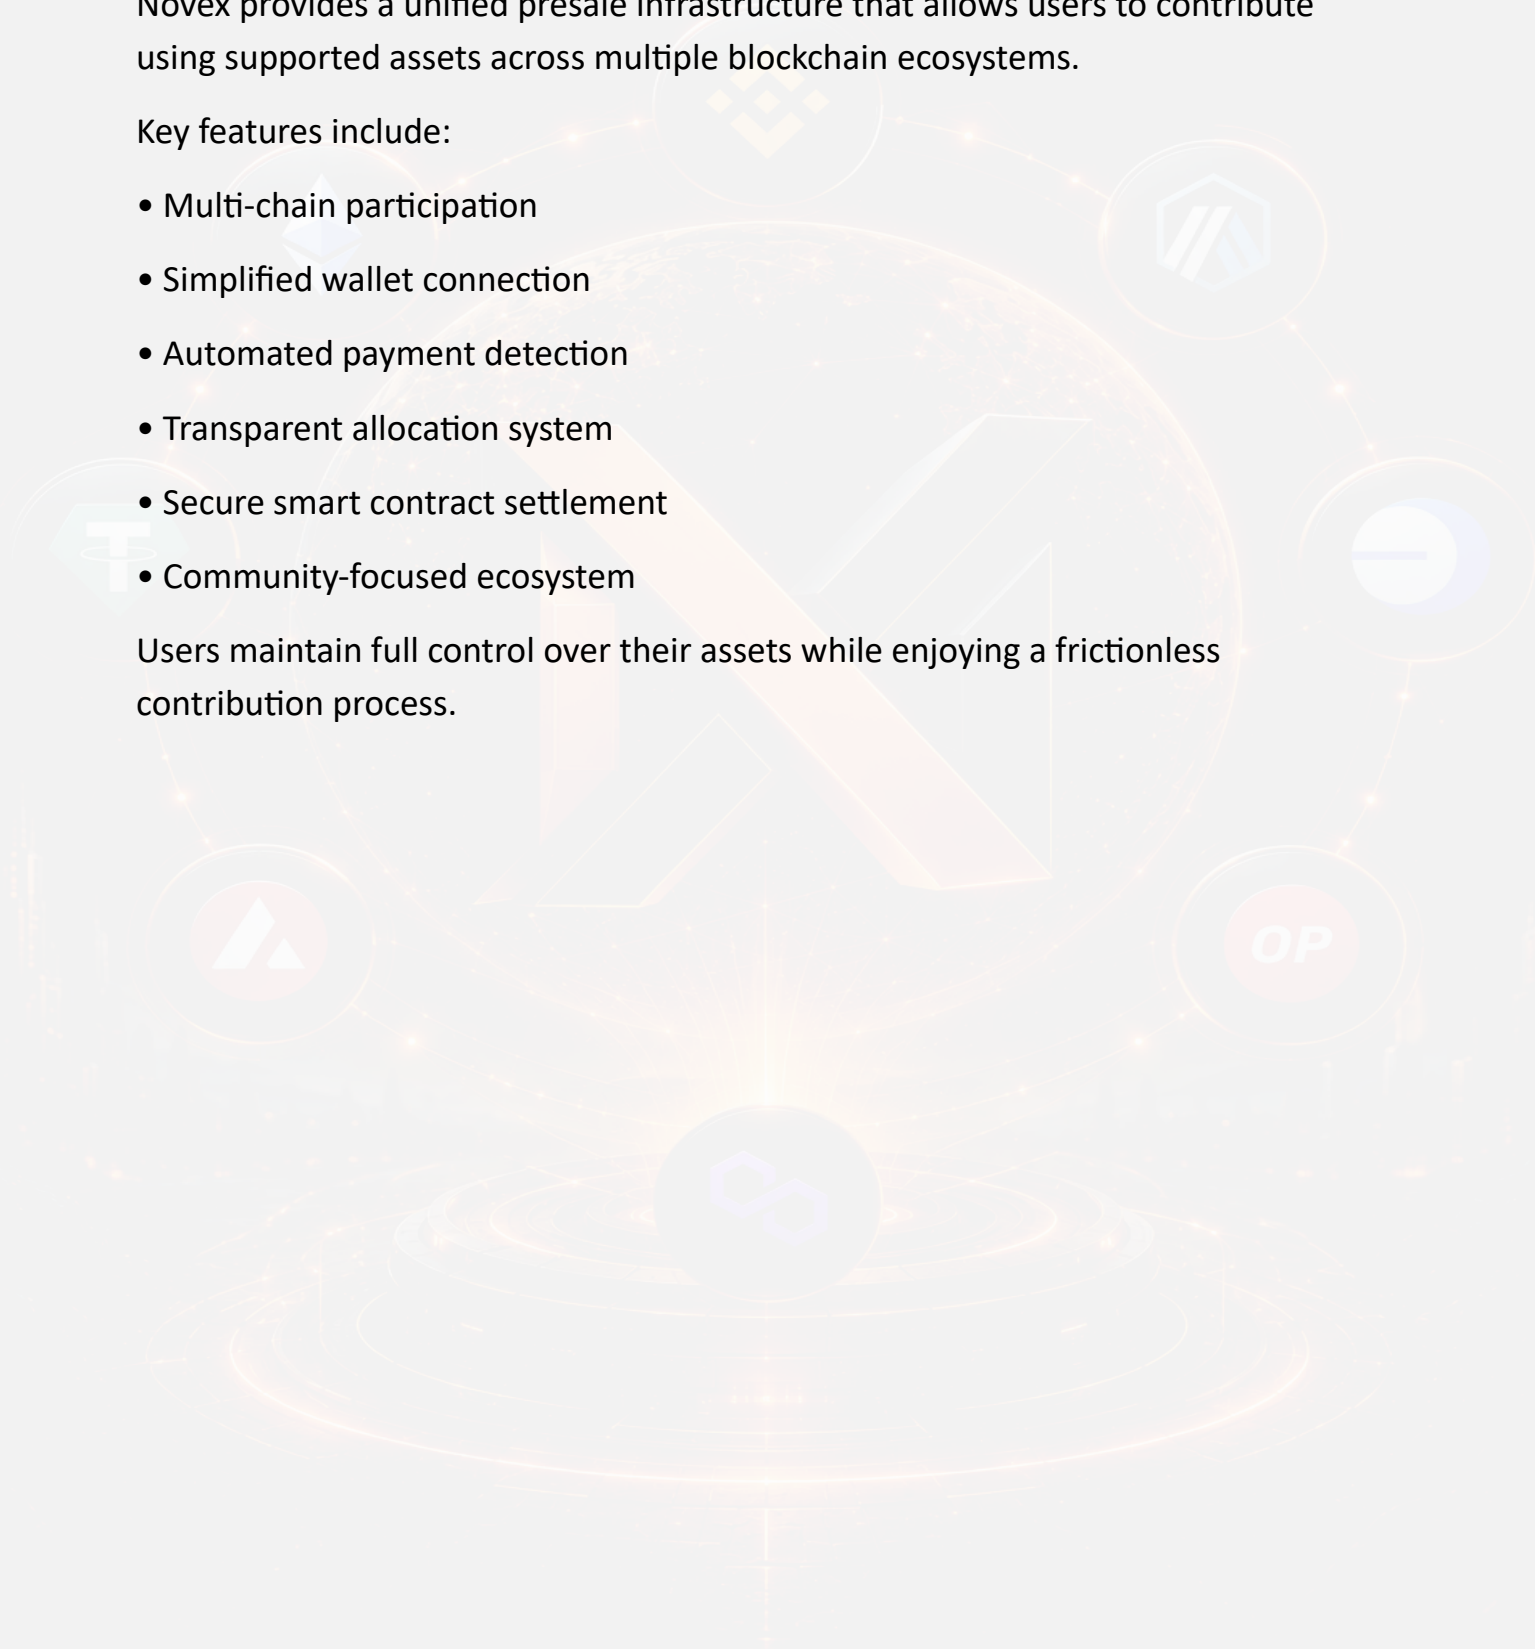 Novex provides a unified presale infrastructure that allows users to contribute
using supported assets across multiple blockchain ecosystems.
Key features include:
• Multi-chain participation
• Simplified wallet connection
• Automated payment detection
• Transparent allocation system
• Secure smart contract settlement
• Community-focused ecosystem
Users maintain full control over their assets while enjoying a frictionless
contribution process.
OP